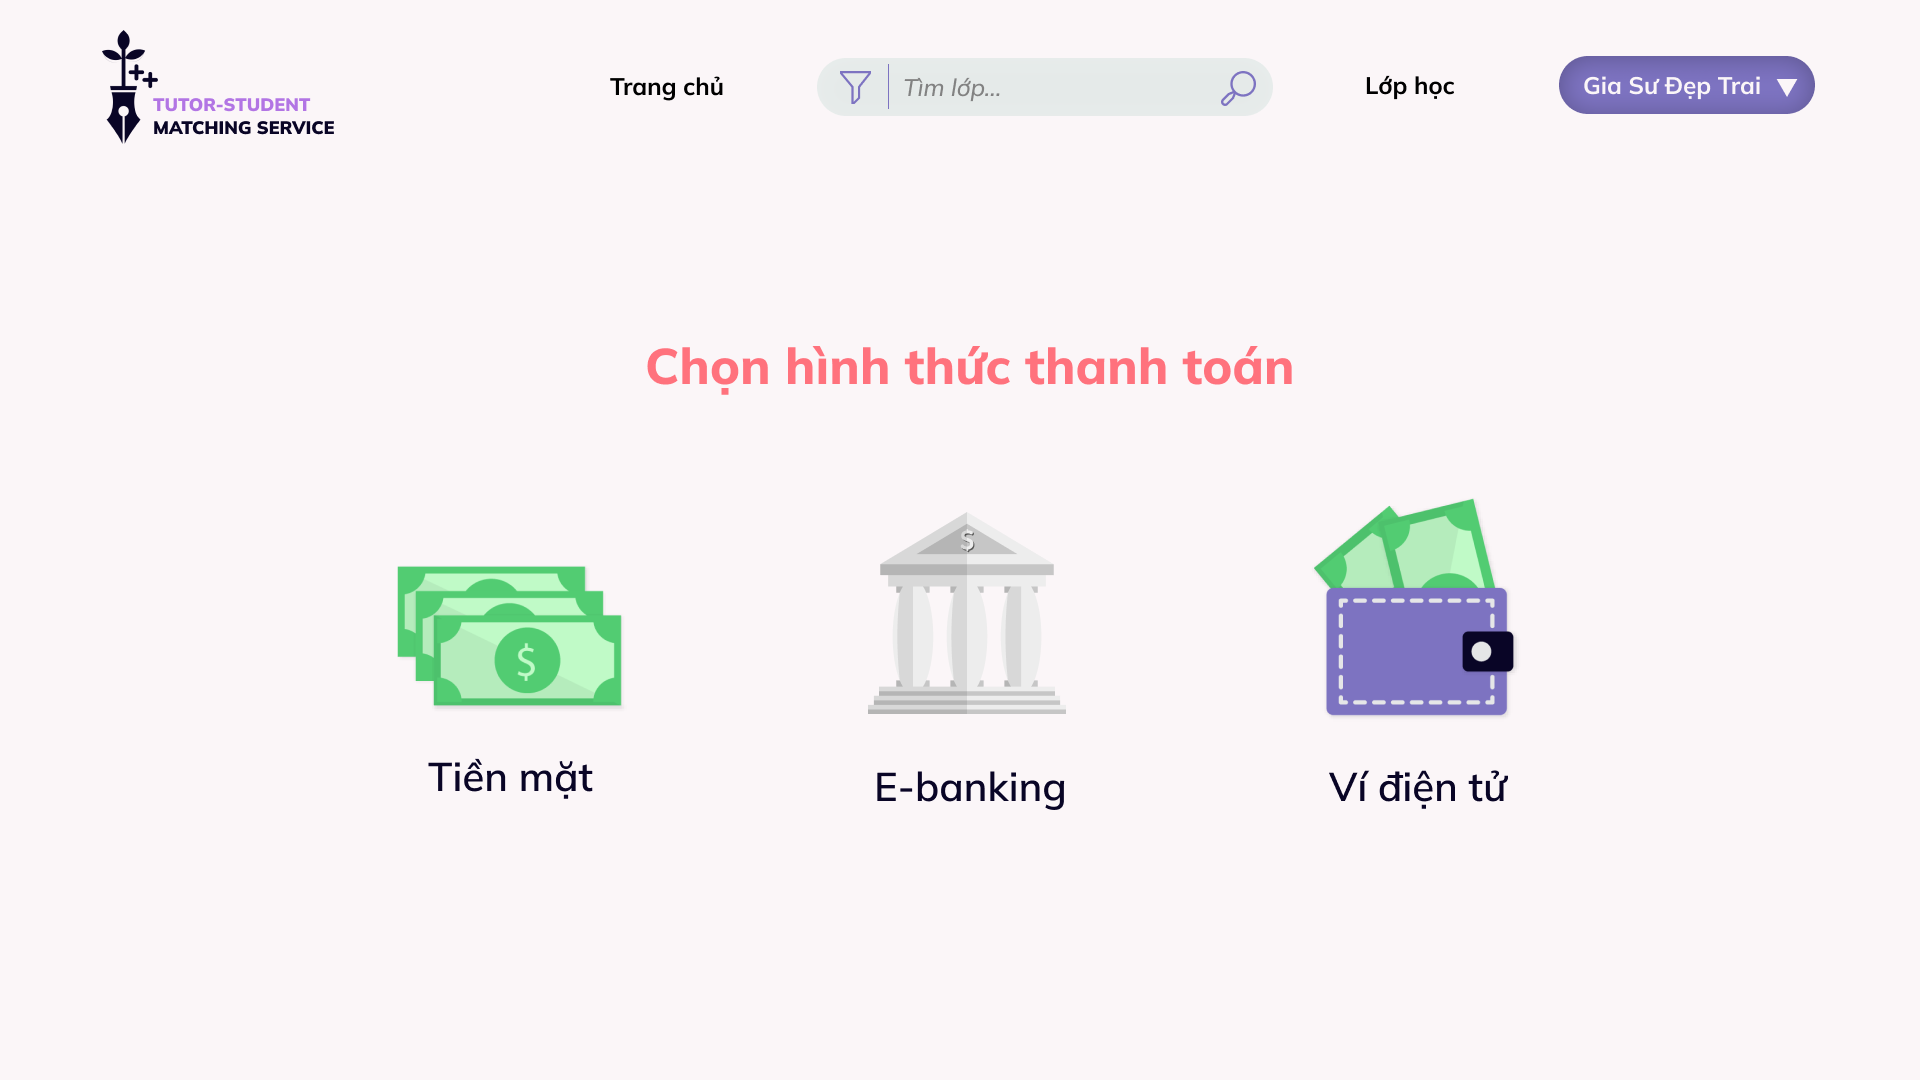 TUTOR-STUDENT
MATCHING SERVICE
Trang chủ
Tìm lớp...
Lớp học
Gia Sư Đẹp Trai
Chọn hình thức thanh toán
$
$
Tiền mặt
E-banking
Ví điện tử